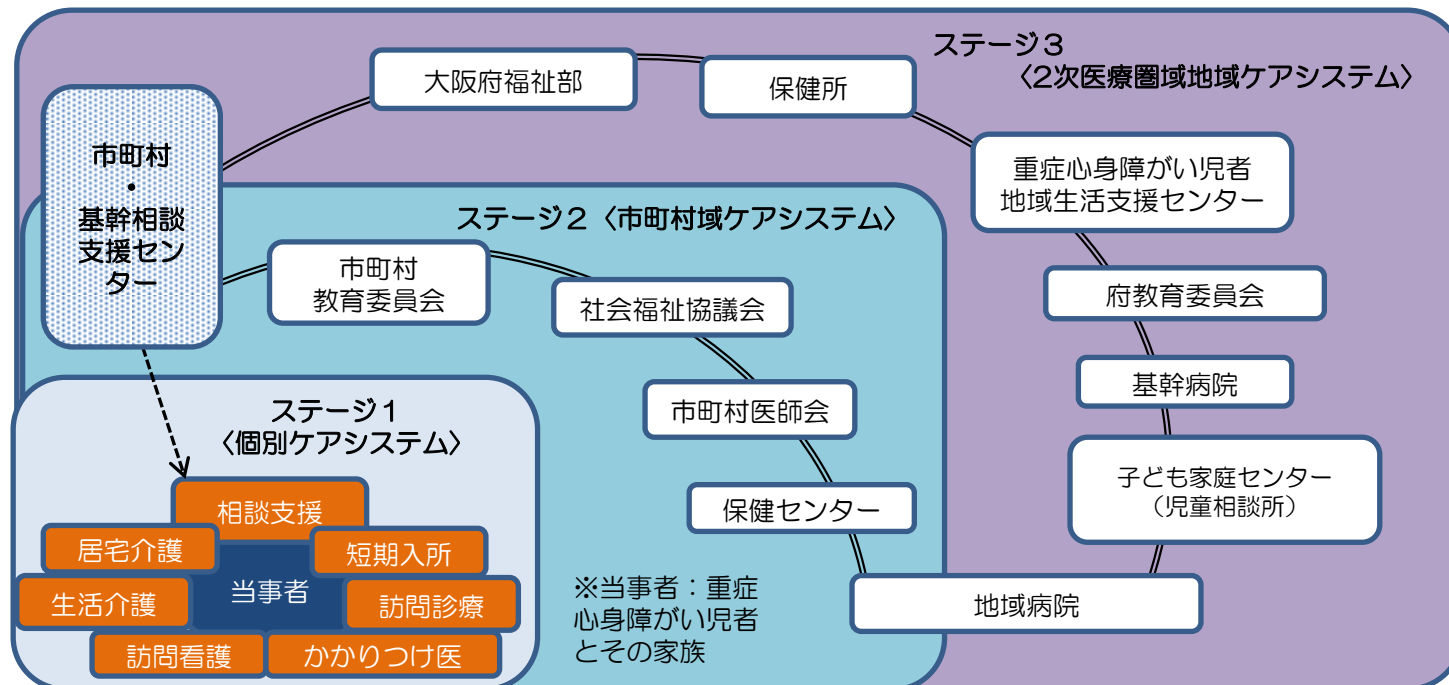 ステージ３
〈2次医療圏域地域ケアシステム〉
大阪府福祉部
保健所
市町村
・
基幹相談
支援セン
ター
重症心身障がい児者
地域生活支援センター
ステージ２〈市町村域ケアシステム〉
市町村
教育委員会
社会福祉協議会
府教育委員会
基幹病院
市町村医師会
ステージ１
〈個別ケアシステム〉
子ども家庭センター
（児童相談所）
保健センター
相談支援
居宅介護
短期入所
当事者
生活介護
訪問診療
訪問看護
かかりつけ医
※当事者：重症
心身障がい児者
とその家族
地域病院